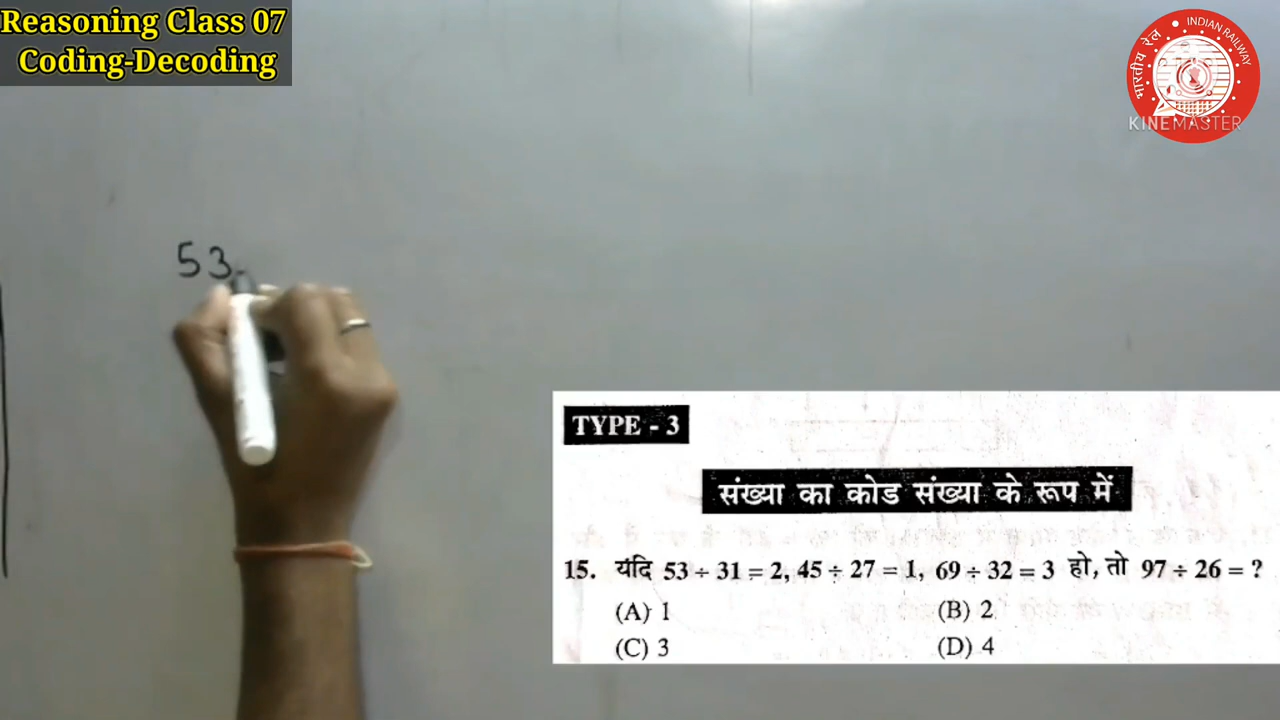 Reasoning Class 07
Coding-Decoding
भारतीय रेल • INDIAN RAILWAY
KINEMASTER
53
TYPE - 3
संख्या का कोड संख्या के रूप में
15. यदि 53 ÷ 31 = 2, 45 ÷ 27 = 1, 69 ÷ 32 = 3 हो, तो 97 ÷ 26 = ?
(A) 1 (B) 2
(C) 3 (D) 4